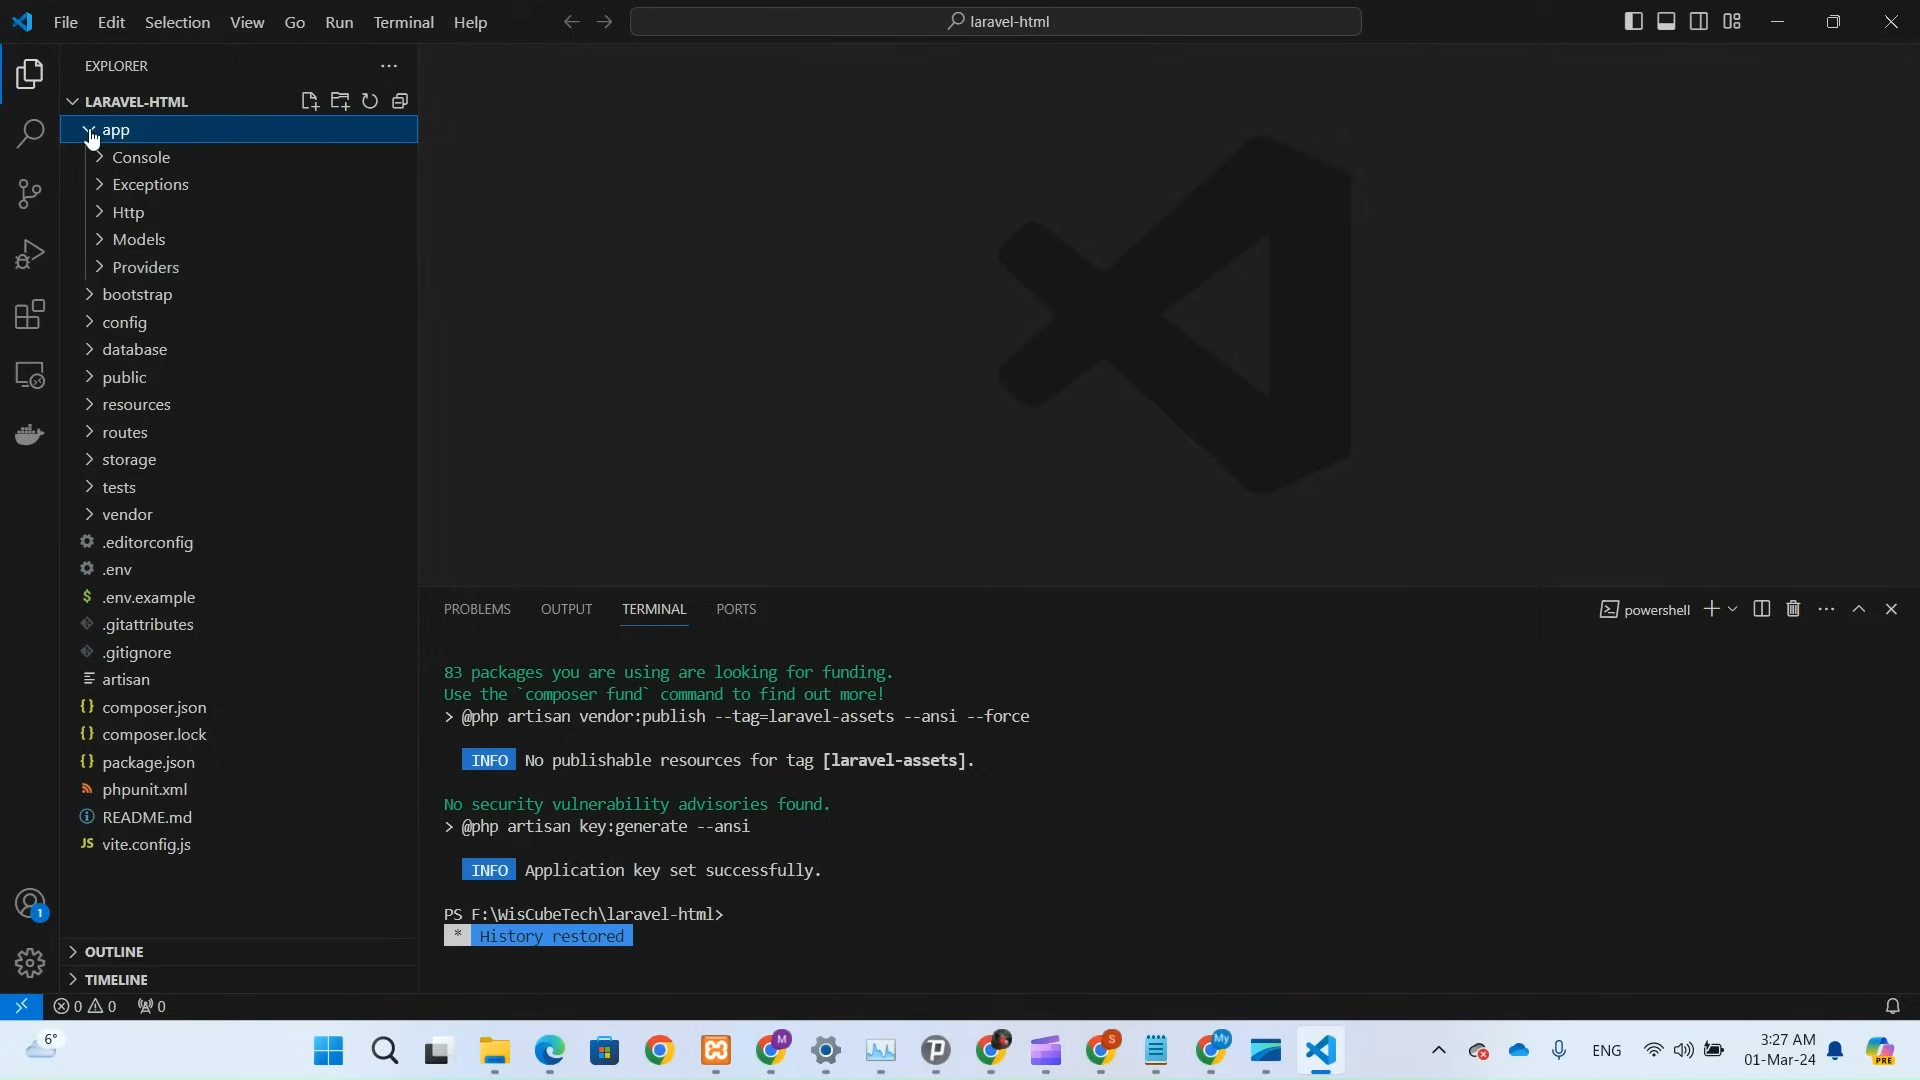 File Edit Selection View Go Run Terminal Help
laravel-html
EXPLORER
LARAVEL-HTML
app
Console
Exceptions
Http
Models
Providers
bootstrap
config
database
public
resources
routes
storage
tests
vendor
.editorconfig
.env
$ .env.example
.gitattributes
.gitignore
artisan
{} composer.json
{} composer.lock
{} package.json
phpunit.xml
README.md
JS vite.config.js
OUTLINE
TIMELINE
PROBLEMS OUTPUT TERMINAL PORTS
powershell
83 packages you are using are looking for funding.
Use the `composer fund` command to find out more!
> @php artisan vendor:publish --tag=laravel-assets --ansi --force
INFO No publishable resources for tag [laravel-assets].
No security vulnerability advisories found.
> @php artisan key:generate --ansi
INFO Application key set successfully.
PS F:\WisCubeTech\laravel-html>
* History restored
1
0 0 0
6°
M
S
My
ENG
3:27 AM
01-Mar-24
PRE